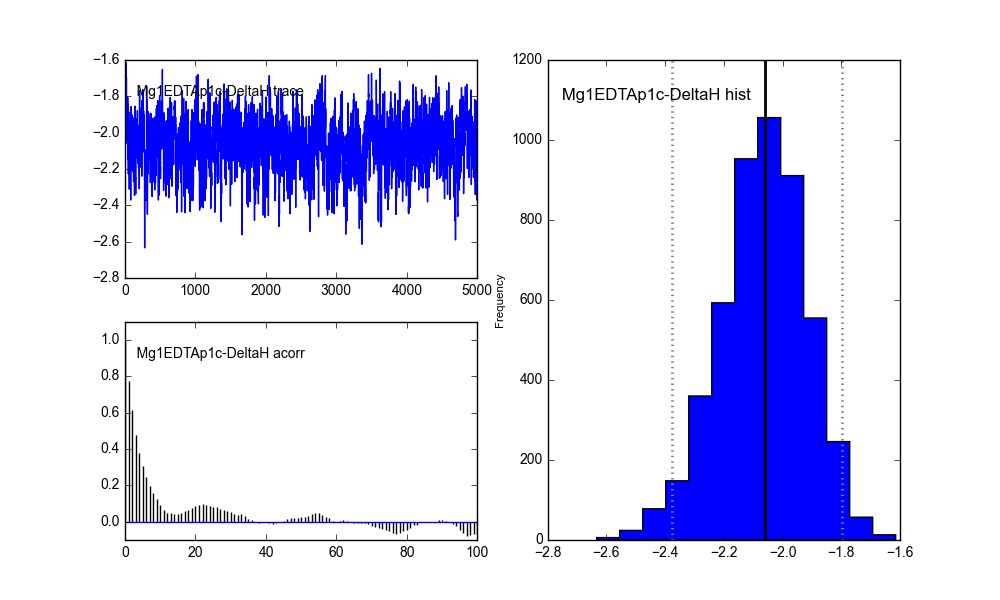 −1.6
−1.8
−2.0
−2.2
−2.4
−2.6
−2.8
Mg1EDTAp1c-DeltaH trace
0 1000 2000 3000 4000 5000
1.0
0.8
0.6
0.4
0.2
0.0
Mg1EDTAp1c-DeltaH acorr
0 20 40 60 80 100
Frequency
1200
1000
800
600
400
200
0
Mg1EDTAp1c-DeltaH hist
−2.8 −2.6 −2.4 −2.2 −2.0 −1.8 −1.6